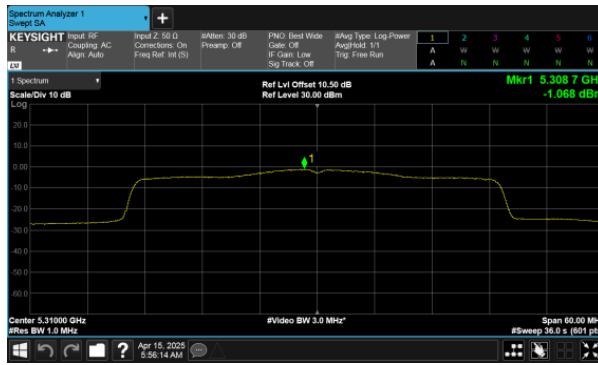 Spectrum Analyzer 1
Swept SA
+
KEYSIGHT Input: RF Input Z: 50 Ω #Atten: 30 dB PNO: Best Wide #Avg Type: Log-Power 1 2 3 4 5 6
R Coupling: AC Corrections: On Preamp: Off Gate: Off Avg|Hold: 1/1 A W W W W W
Align: Auto Freq Ref: Int (S) IF Gain: Low Trig: Free Run
LXI Sig Track: Off A N N N N N
1 Spectrum Ref Lvl Offset 10.50 dB Mkr1 5.308 7 GH
Scale/Div 10 dB Ref Level 30.00 dBm -1.068 dBr
Log
20.0
10.0
1
0.00
-10.0
-20.0
-30.0
-40.0
-50.0
-60.0
Center 5.31000 GHz #Video BW 3.0 MHz* Span 60.00 MH
#Res BW 1.0 MHz #Sweep 36.0 s (601 pt
? Apr 15, 2025
5:56:14 AM